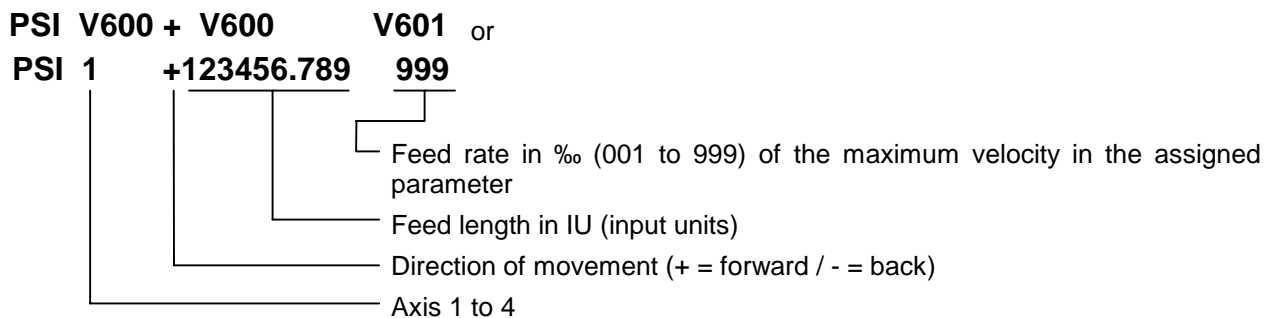 PSI V600 + V600 V601 or
PSI 1 +123456.789 999
Feed rate in ‰ (001 to 999) of the maximum velocity in the assigned
parameter
Feed length in IU (input units)
Direction of movement (+ = forward / - = back)
Axis 1 to 4